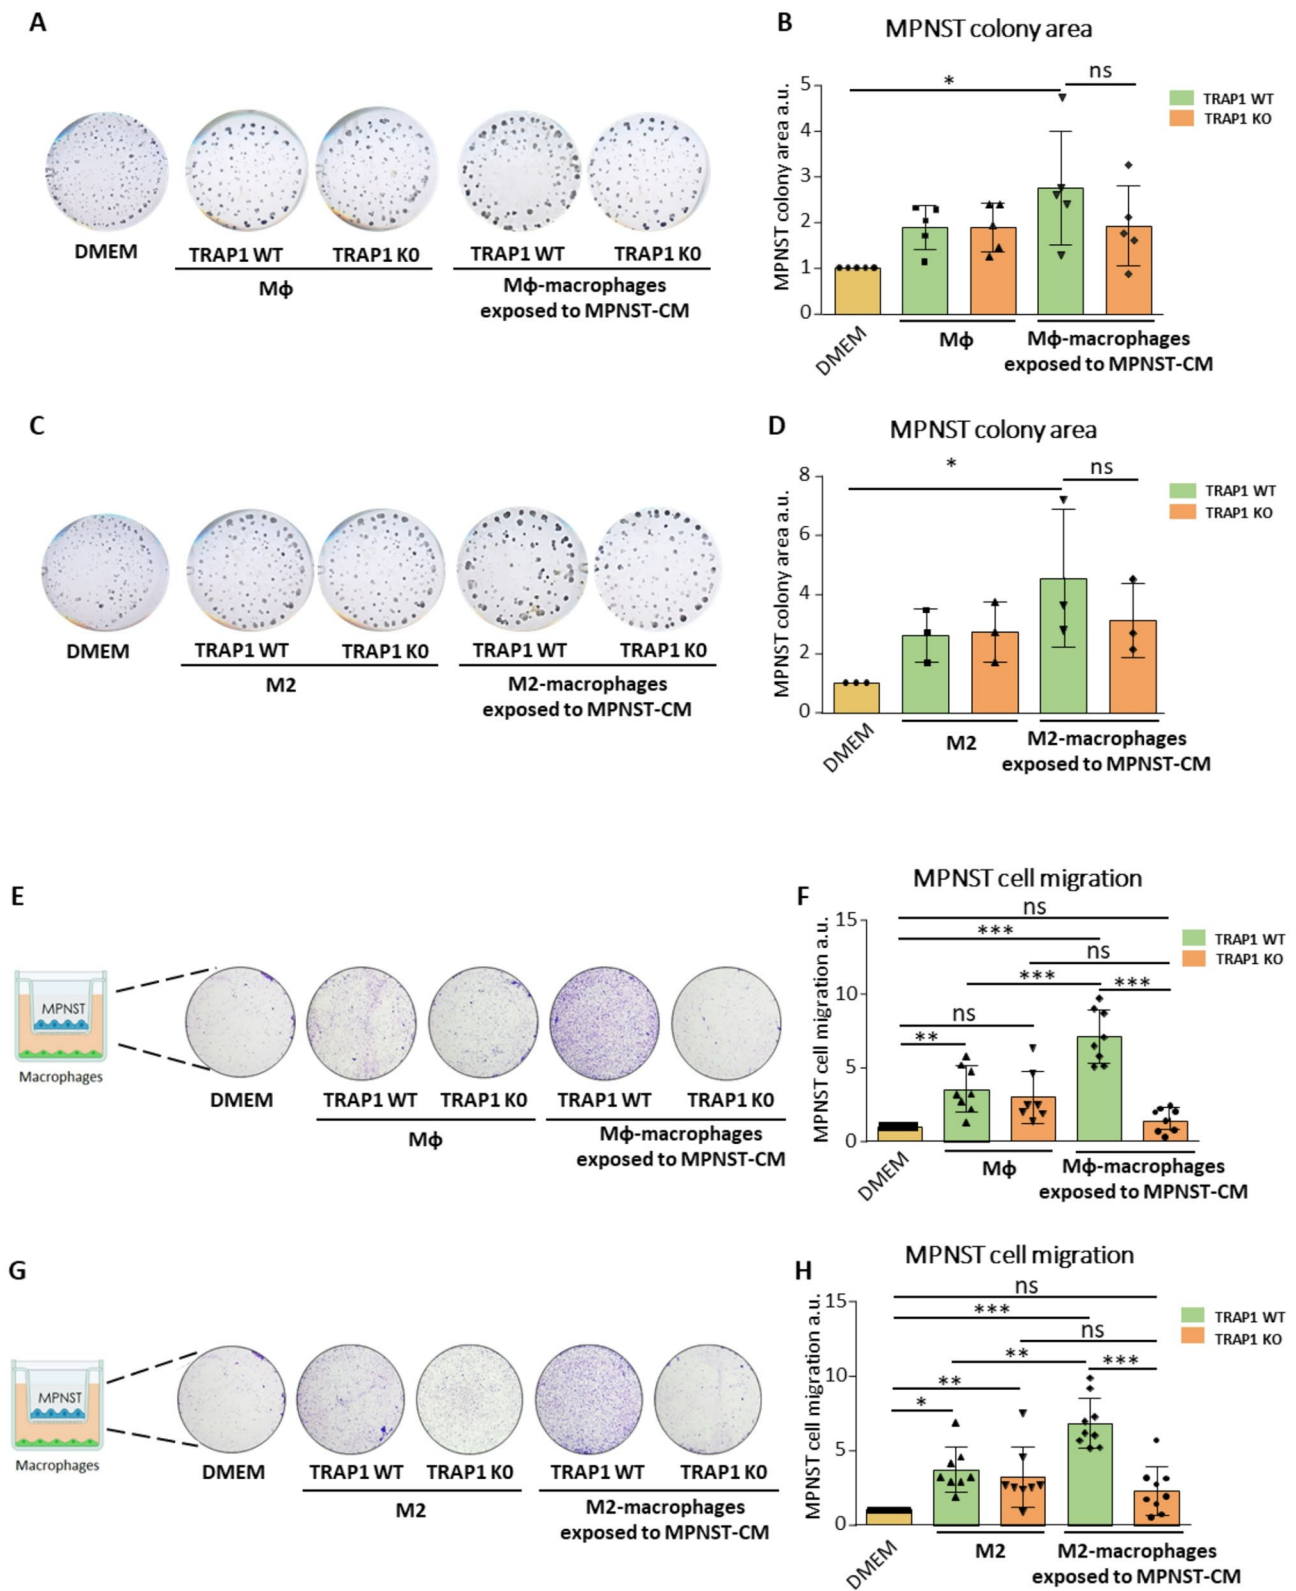 A
DMEM
TRAP1 WT
TRAP1 K0
TRAP1 WT
TRAP1 K0
Mϕ
Mϕ-macrophages
exposed to MPNST-CM
B
MPNST colony area
MPNST colony area a.u.
5
4
3
2
1
0
*
ns
TRAP1 WT
TRAP1 KO
DMEM
Mϕ
Mϕ-macrophages
exposed to MPNST-CM
C
DMEM
TRAP1 WT
TRAP1 K0
TRAP1 WT
TRAP1 K0
M2
M2-macrophages
exposed to MPNST-CM
D
MPNST colony area
MPNST colony area a.u.
8
6
4
2
0
*
ns
TRAP1 WT
TRAP1 KO
DMEM
M2
M2-macrophages
exposed to MPNST-CM
E
MPNST
Macrophages
DMEM
TRAP1 WT
TRAP1 K0
TRAP1 WT
TRAP1 K0
Mϕ
Mϕ-macrophages
exposed to MPNST-CM
F
MPNST cell migration
MPNST cell migration a.u.
15
10
5
0
ns
***
ns
***
***
ns
**
TRAP1 WT
TRAP1 KO
DMEM
Mϕ
Mϕ-macrophages
exposed to MPNST-CM
G
MPNST
Macrophages
DMEM
TRAP1 WT
TRAP1 K0
TRAP1 WT
TRAP1 K0
M2
M2-macrophages
exposed to MPNST-CM
H
MPNST cell migration
MPNST cell migration a.u.
15
10
5
0
ns
***
ns
**
***
**
*
TRAP1 WT
TRAP1 KO
DMEM
M2
M2-macrophages
exposed to MPNST-CM